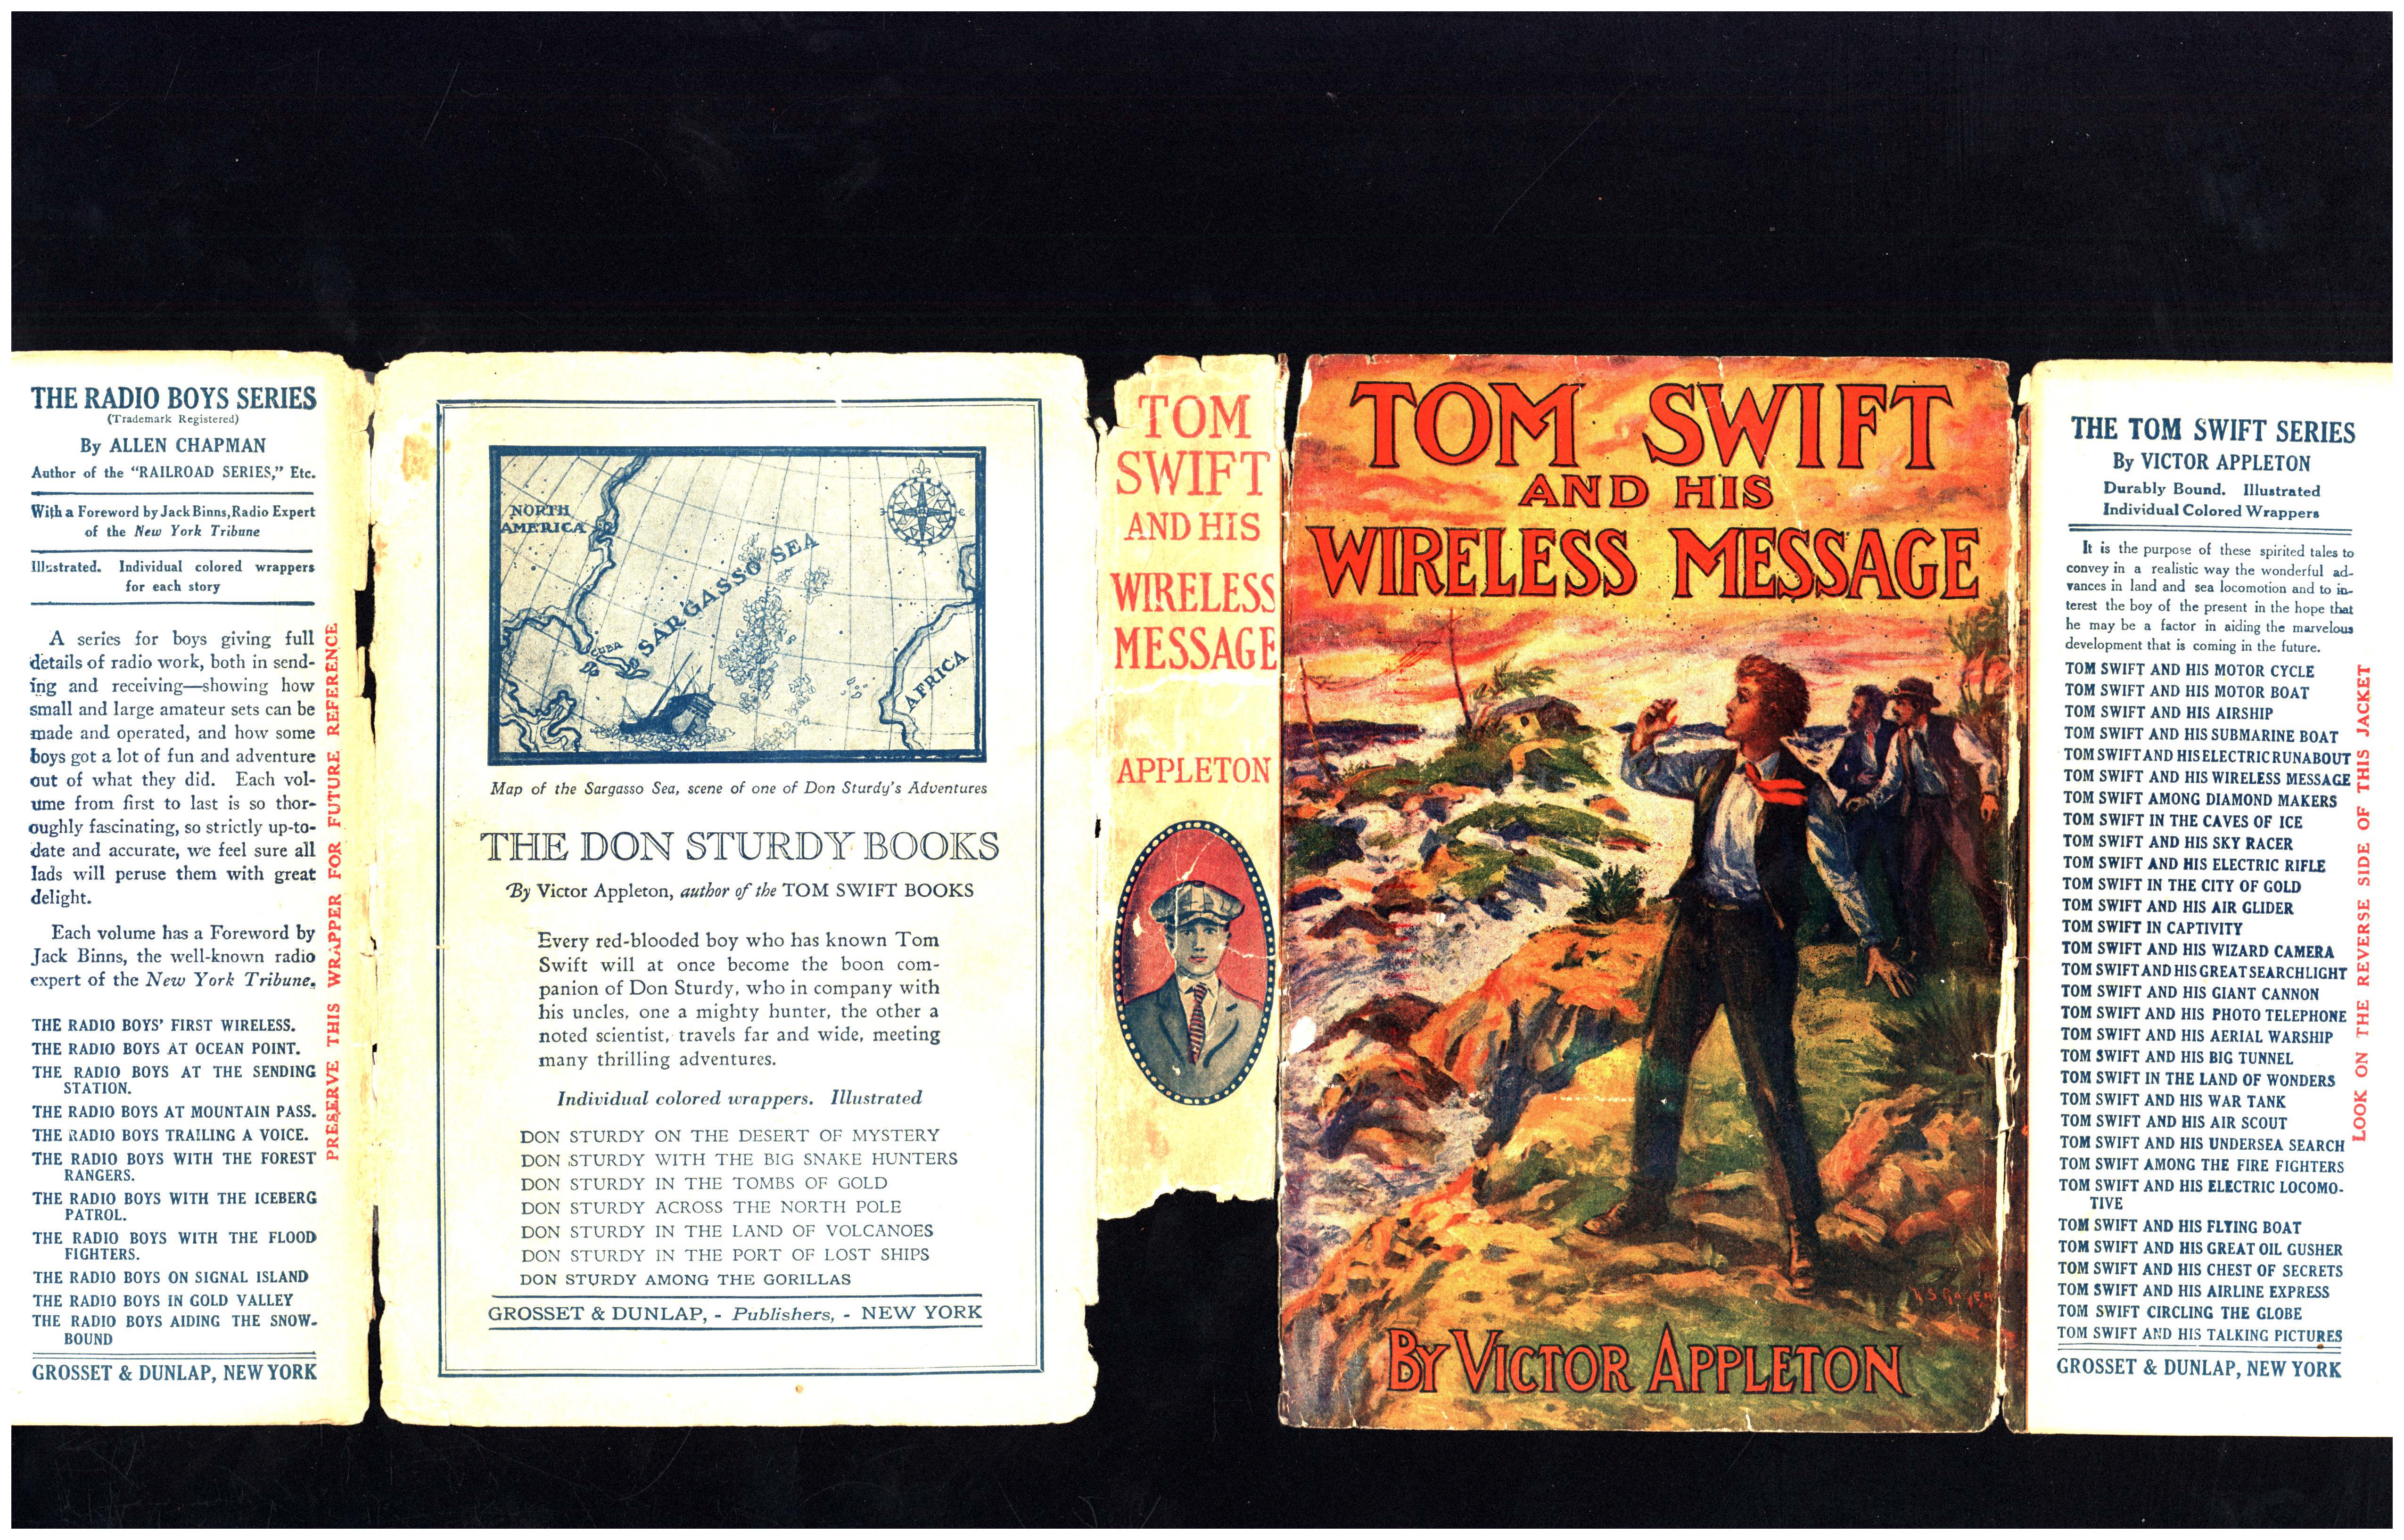 THE RADIO BOYS SERIES
(Trademark Registered)
By ALLEN CHAPMAN
Author of the "RAILROAD SERIES," Etc.
With a Foreword by Jack Binns, Radio Expert
of the New York Tribune
Illustrated. Individual colored wrappers
for each story
A series for boys giving full
details of radio work, both in send-
ing and receiving—showing how
small and large amateur sets can be
made and operated, and how some
boys got a lot of fun and adventure
out of what they did. Each vol-
ume from first to last is so thor-
oughly fascinating, so strictly up-to-
date and accurate, we feel sure all
lads will peruse them with great
delight.
Each volume has a Foreword by
Jack Binns, the well-known radio
expert of the New York Tribune.
THE RADIO BOYS' FIRST WIRELESS.
THE RADIO BOYS AT OCEAN POINT.
THE RADIO BOYS AT THE SENDING
STATION.
THE RADIO BOYS AT MOUNTAIN PASS.
THE RADIO BOYS TRAILING A VOICE.
THE RADIO BOYS WITH THE FOREST
RANGERS.
THE RADIO BOYS WITH THE ICEBERG
PATROL.
THE RADIO BOYS WITH THE FLOOD
FIGHTERS.
THE RADIO BOYS ON SIGNAL ISLAND
THE RADIO BOYS IN GOLD VALLEY
THE RADIO BOYS AIDING THE SNOW-
BOUND
GROSSET & DUNLAP, NEW YORK
PRESERVE THIS WRAPPER FOR FUTURE REFERENCE
NORTH
AMERICA
SARGASSO SEA
CUBA
AFRICA
Map of the Sargasso Sea, scene of one of Don Sturdy's Adventures
THE DON STURDY BOOKS
By Victor Appleton, author of the TOM SWIFT BOOKS
Every red-blooded boy who has known Tom
Swift will at once become the boon com-
panion of Don Sturdy, who in company with
his uncles, one a mighty hunter, the other a
noted scientist, travels far and wide, meeting
many thrilling adventures.
Individual colored wrappers. Illustrated
DON STURDY ON THE DESERT OF MYSTERY
DON STURDY WITH THE BIG SNAKE HUNTERS
DON STURDY IN THE TOMBS OF GOLD
DON STURDY ACROSS THE NORTH POLE
DON STURDY IN THE LAND OF VOLCANOES
DON STURDY IN THE PORT OF LOST SHIPS
DON STURDY AMONG THE GORILLAS
GROSSET & DUNLAP, - Publishers, - NEW YORK
TOM
SWIFT
AND HIS
WIRELESS
MESSAGE
APPLETON
TOM SWIFT
AND HIS
WIRELESS MESSAGE
By VICTOR APPLETON
THE TOM SWIFT SERIES
By VICTOR APPLETON
Durably Bound. Illustrated
Individual Colored Wrappers
It is the purpose of these spirited tales to
convey in a realistic way the wonderful ad-
vances in land and sea locomotion and to in-
terest the boy of the present in the hope that
he may be a factor in aiding the marvelous
development that is coming in the future.
TOM SWIFT AND HIS MOTOR CYCLE
TOM SWIFT AND HIS MOTOR BOAT
TOM SWIFT AND HIS AIRSHIP
TOM SWIFT AND HIS SUBMARINE BOAT
TOM SWIFT AND HIS ELECTRIC RUNABOUT
TOM SWIFT AND HIS WIRELESS MESSAGE
TOM SWIFT AMONG DIAMOND MAKERS
TOM SWIFT IN THE CAVES OF ICE
TOM SWIFT AND HIS SKY RACER
TOM SWIFT AND HIS ELECTRIC RIFLE
TOM SWIFT IN THE CITY OF GOLD
TOM SWIFT AND HIS AIR GLIDER
TOM SWIFT IN CAPTIVITY
TOM SWIFT AND HIS WIZARD CAMERA
TOM SWIFT AND HIS GREAT SEARCHLIGHT
TOM SWIFT AND HIS GIANT CANNON
TOM SWIFT AND HIS PHOTO TELEPHONE
TOM SWIFT AND HIS AERIAL WARSHIP
TOM SWIFT AND HIS BIG TUNNEL
TOM SWIFT IN THE LAND OF WONDERS
TOM SWIFT AND HIS WAR TANK
TOM SWIFT AND HIS AIR SCOUT
TOM SWIFT AND HIS UNDERSEA SEARCH
TOM SWIFT AMONG THE FIRE FIGHTERS
TOM SWIFT AND HIS ELECTRIC LOCOMO-
TIVE
TOM SWIFT AND HIS FLYING BOAT
TOM SWIFT AND HIS GREAT OIL GUSHER
TOM SWIFT AND HIS CHEST OF SECRETS
TOM SWIFT AND HIS AIRLINE EXPRESS
TOM SWIFT CIRCLING THE GLOBE
TOM SWIFT AND HIS TALKING PICTURES
GROSSET & DUNLAP, NEW YORK
LOOK ON THE REVERSE SIDE OF THIS JACKET